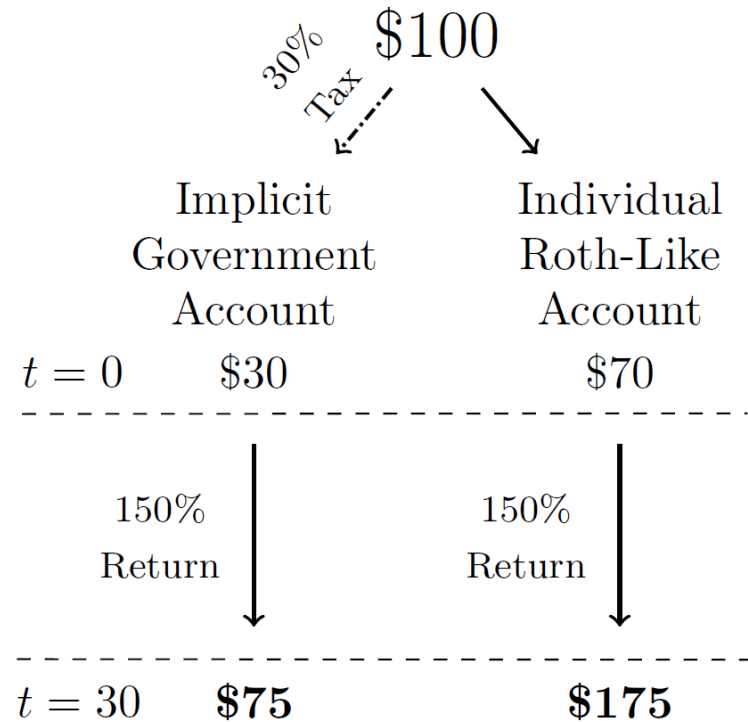 $100
30%
Tax
Implicit
Government
Account
Individual
Roth-Like
Account
t = 0 $30 $70
150%
Return
150%
Return
t = 30 $75 $175